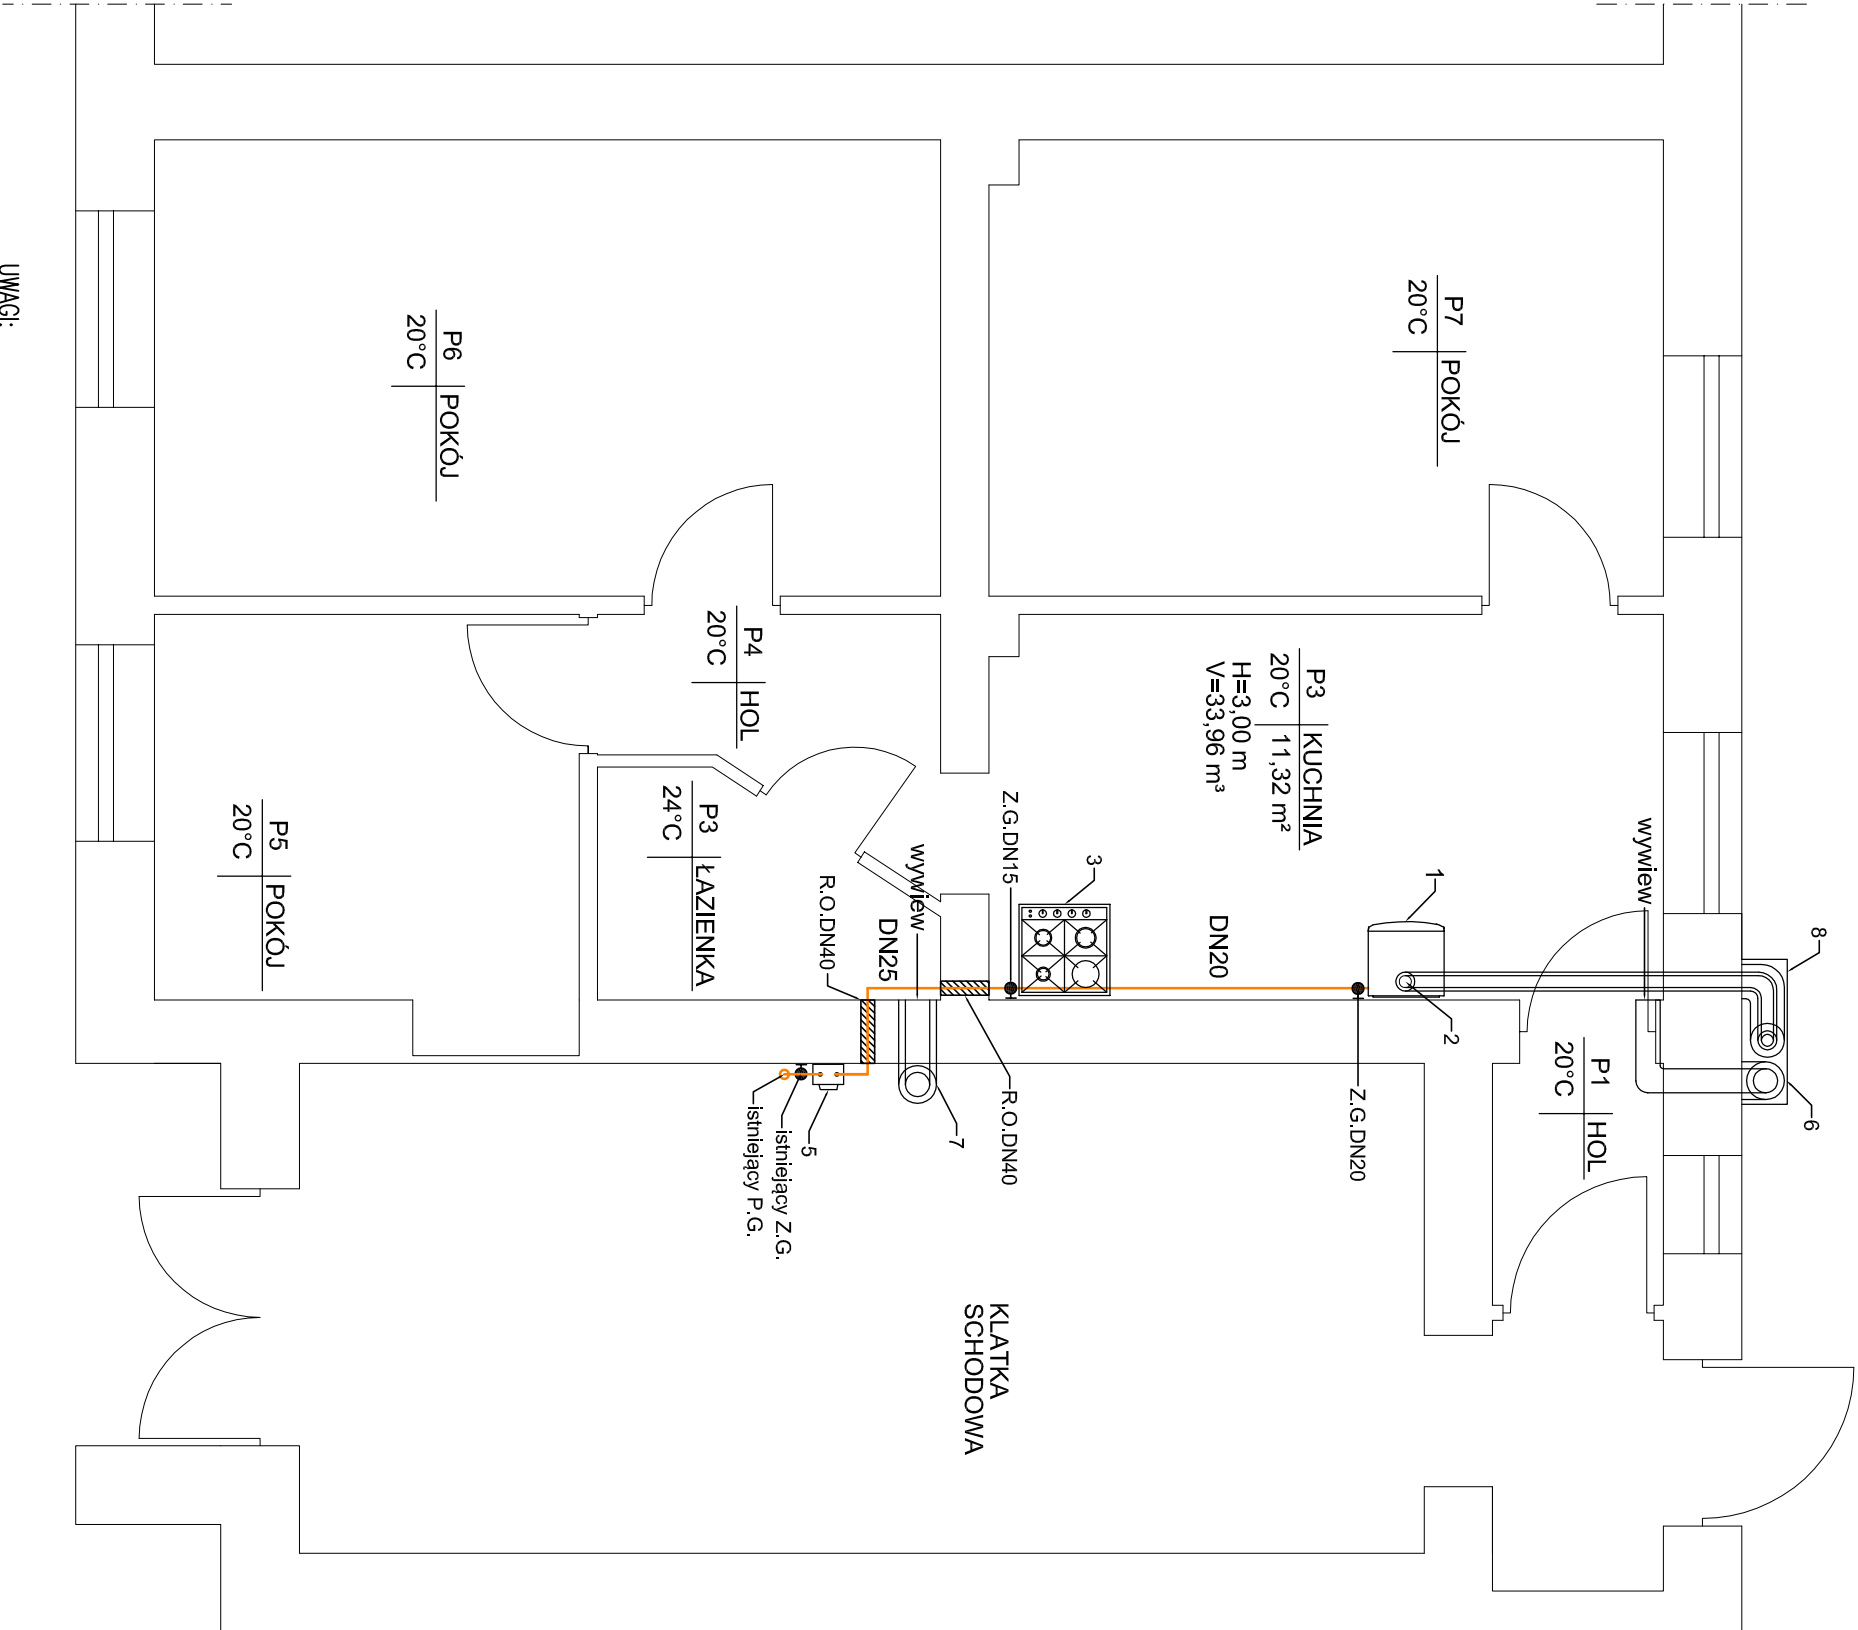 P7
POKÓJ
20°C
P6
POKÓJ
20°C
P4
HOL
20°C
P3
KUCHNIA
20°C
11,32 m²
H=3,00 m
V=33,96 m³
P3
ŁAZIENKA
24°C
P5
POKÓJ
20°C
P1
HOL
20°C
wywiew
wywiew
Z.G.DN15
Z.G.DN20
DN20
DN25
R.O.DN40
R.O.DN40
1
2
3
5
6
7
8
istniejący Z.G.
istniejący P.G.
KLATKA
SCHODOWA
UWAGI: